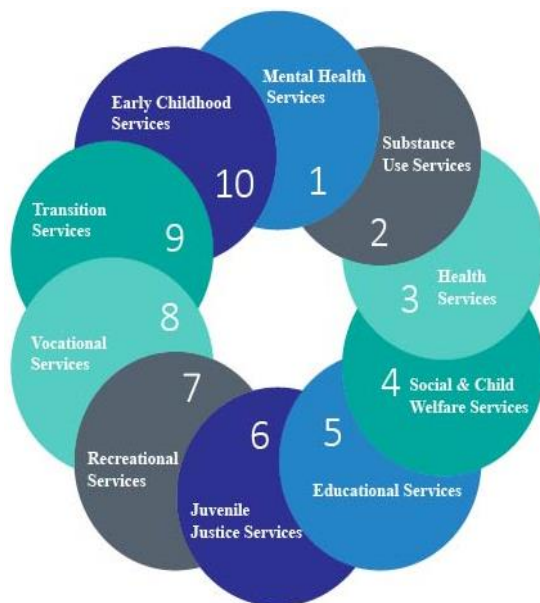 Mental Health
Services
1
Substance
Use Services
2
3
Health
Services
4
Social & Child
Welfare Services
5
Educational Services
6
Juvenile
Justice Services
7
Recreational
Services
8
Vocational
Services
Transition
Services
9
Early Childhood
Services
10